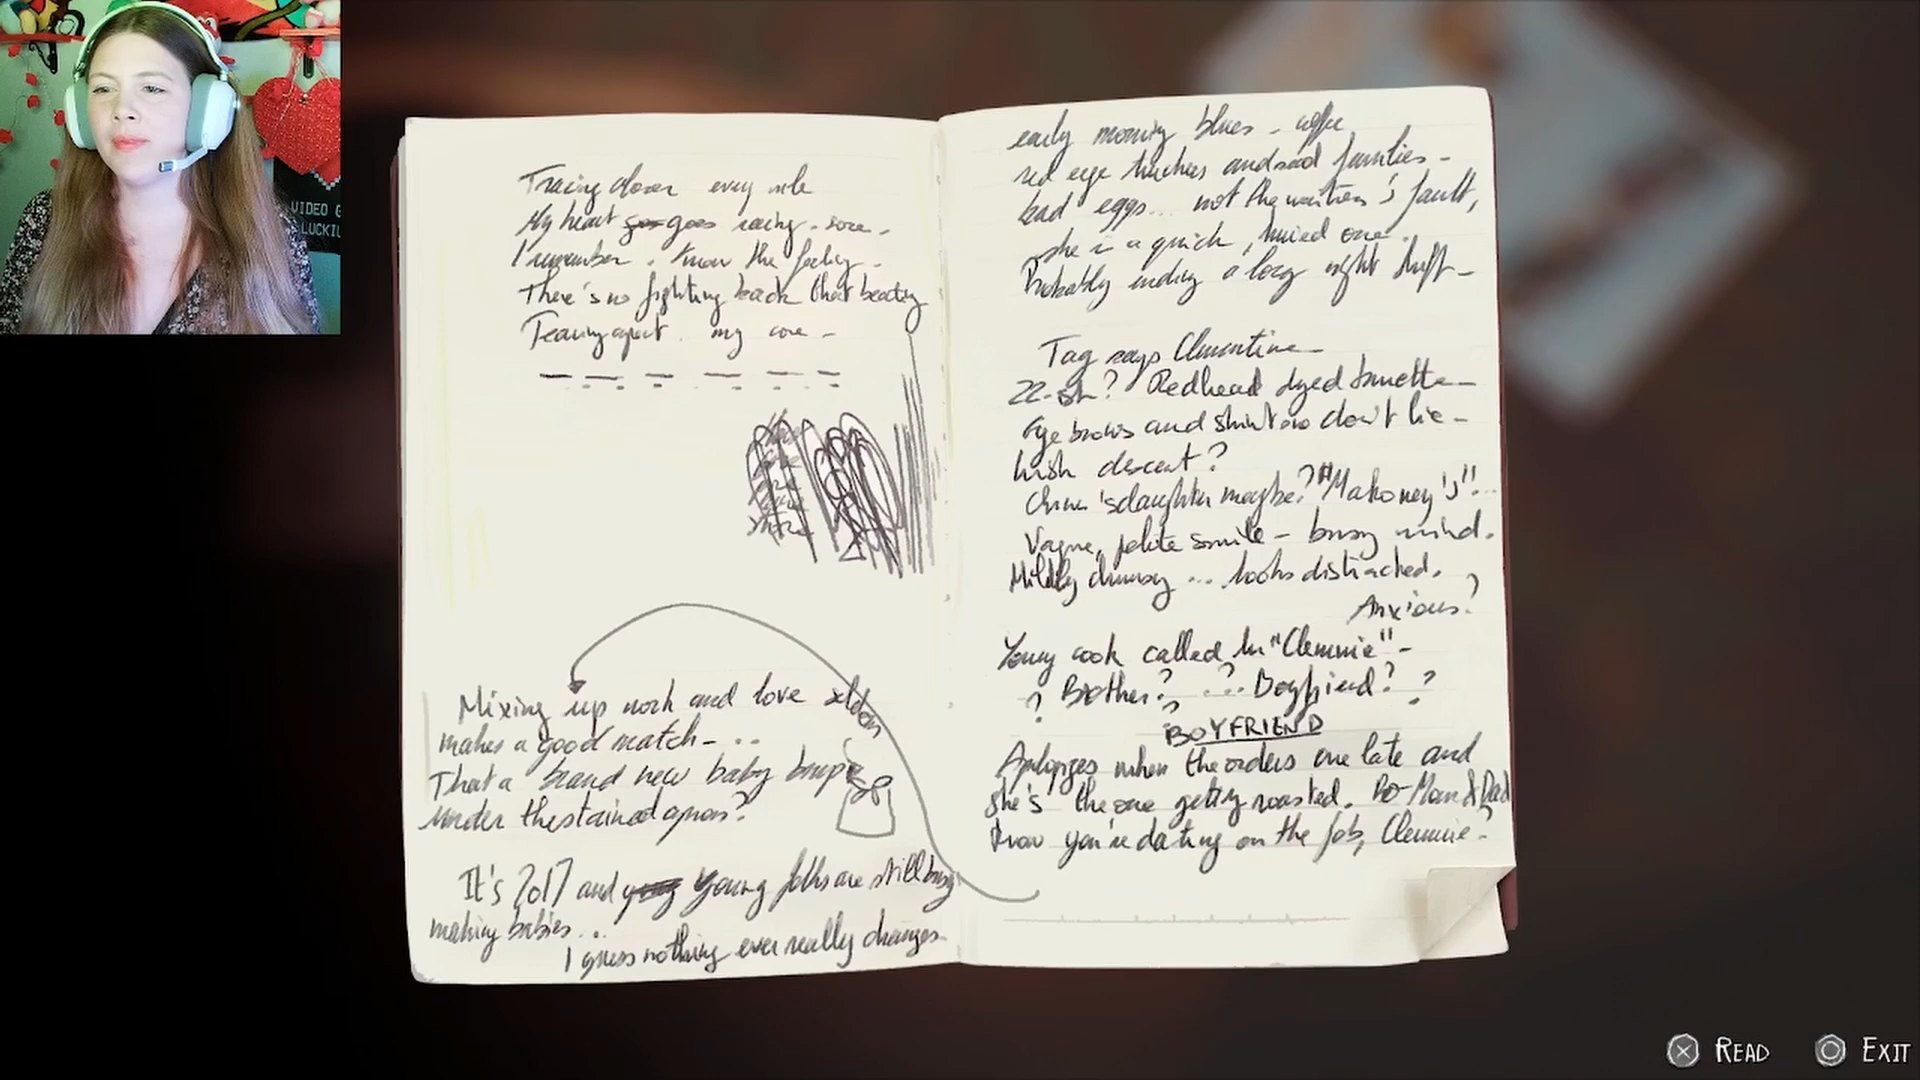 VIDEO G
LUCKIL
Tracing closer every mile
My heart goes racing. sore.
I remember. Know the feeling.
There's no fighting back that beating
Tearing apart my core
Mixing up work and love seldom
makes a good match - ...
That a brand new baby bump
under the stained apron?
It's 2017 and young folks are still busy
making babies...
I guess nothing ever really changes.
early morning blues - coffee
red eye truckers and sad families -
bad eggs... not the waitress's fault,
she is a quick, one.
Probably ending a long night shift -
Tag says Clementine -
22-ish? Redhead dyed brunette -
Eyebrows and skin don't lie -
Irish descent?
Owner's daughter maybe? "Mahoney's"...
Vague, polite smile - busy mind.
Mildly clumsy... looks distracted.
Anxious?
Young cook called her "Clemmie" -
? Brother? ...? Boyfriend? ?
BOYFRIEND
Apologizes when the orders are late and
she's the one getting roasted. Do Mom & Dad
know you're dating on the job, Clemmie?
READ
EXIT